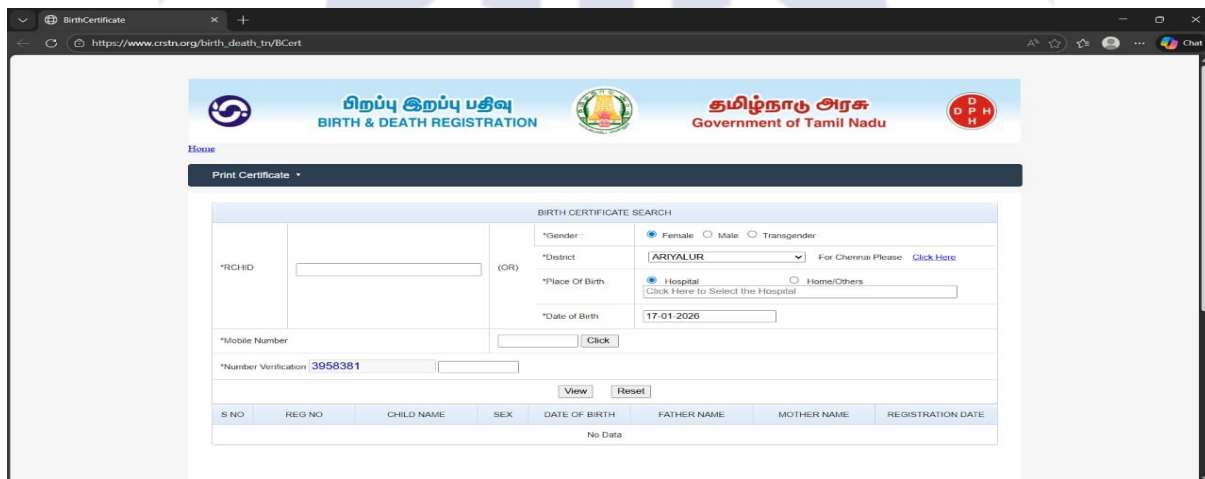 BirthCertificate
https://www.crstn.org/birth_death_tn/BCert
Chat
பிறப்பு இறப்பு பதிவு
BIRTH & DEATH REGISTRATION
தமிழ்நாடு அரசு
Government of Tamil Nadu
D
D P H
H
Home
Print Certificate
BIRTH CERTIFICATE SEARCH
*RCHID
(OR)
*Gender : Female Male Transgender
*District ARIYALUR For Chennai Please Click Here
*Place Of Birth Hospital Home/Others
Click Here to Select the Hospital
*Date of Birth 17-01-2026
*Mobile Number Click
*Number Verification 3958381
View Reset
S NO REG NO CHILD NAME SEX DATE OF BIRTH FATHER NAME MOTHER NAME REGISTRATION DATE
No Data